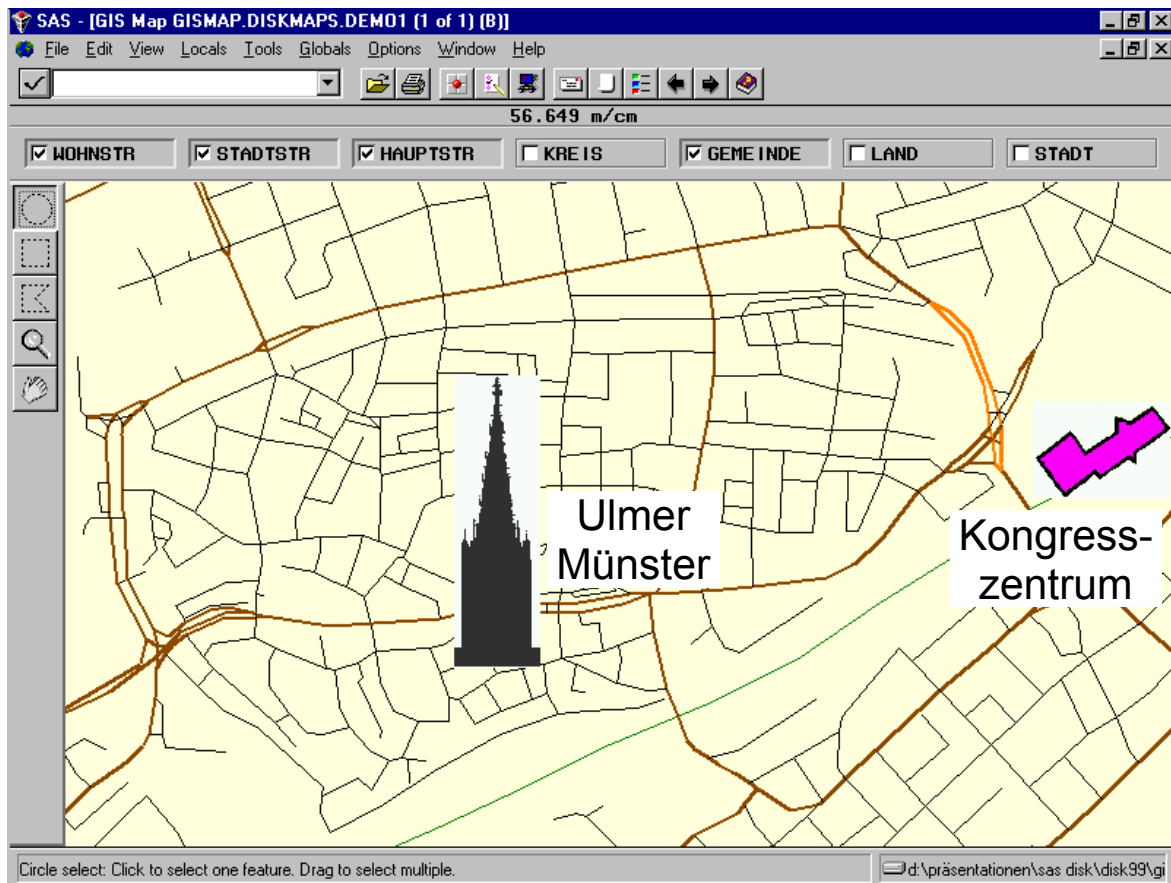 SAS - [GIS Map GISMAP.DISKMAPS.DEMO1 (1 of 1) (B)]
File Edit View Locals Tools Globals Options Window Help
56.649 m/cm
WOHNSTR STADTSTR HAUPTSTR KREIS GEMEINDE LAND STADT
Ulmer
Münster
Kongress-
zentrum
Circle select: Click to select one feature. Drag to select multiple. d:\präsentationen\sas disk\disk99\gi